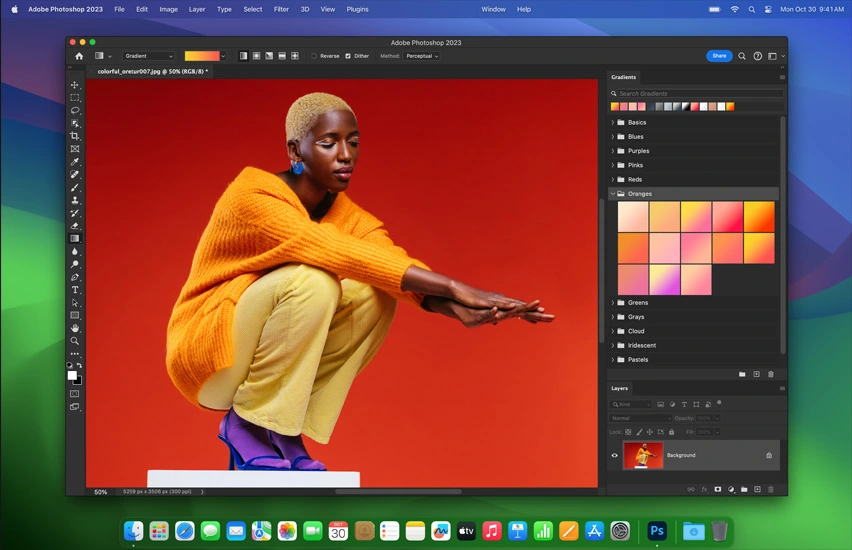 Adobe Photoshop 2023 File Edit Image Layer Type Select Filter 3D View Plugins Window Help Mon Oct 30 9:41 AM
Adobe Photoshop 2023
Gradient Reverse Dither Method: Perceptual Share
colorful_oretur007.jpg @ 50% (RGB/8) *
Gradients
Search Gradients
Basics
Blues
Purples
Pinks
Reds
Oranges
Greens
Grays
Cloud
Iridescent
Pastels
Layers
Kind
Normal Opacity:
Lock: Fill:
Background
50% 5259 px x 3506 px (300 ppi)
OCT
30
tv
Ps